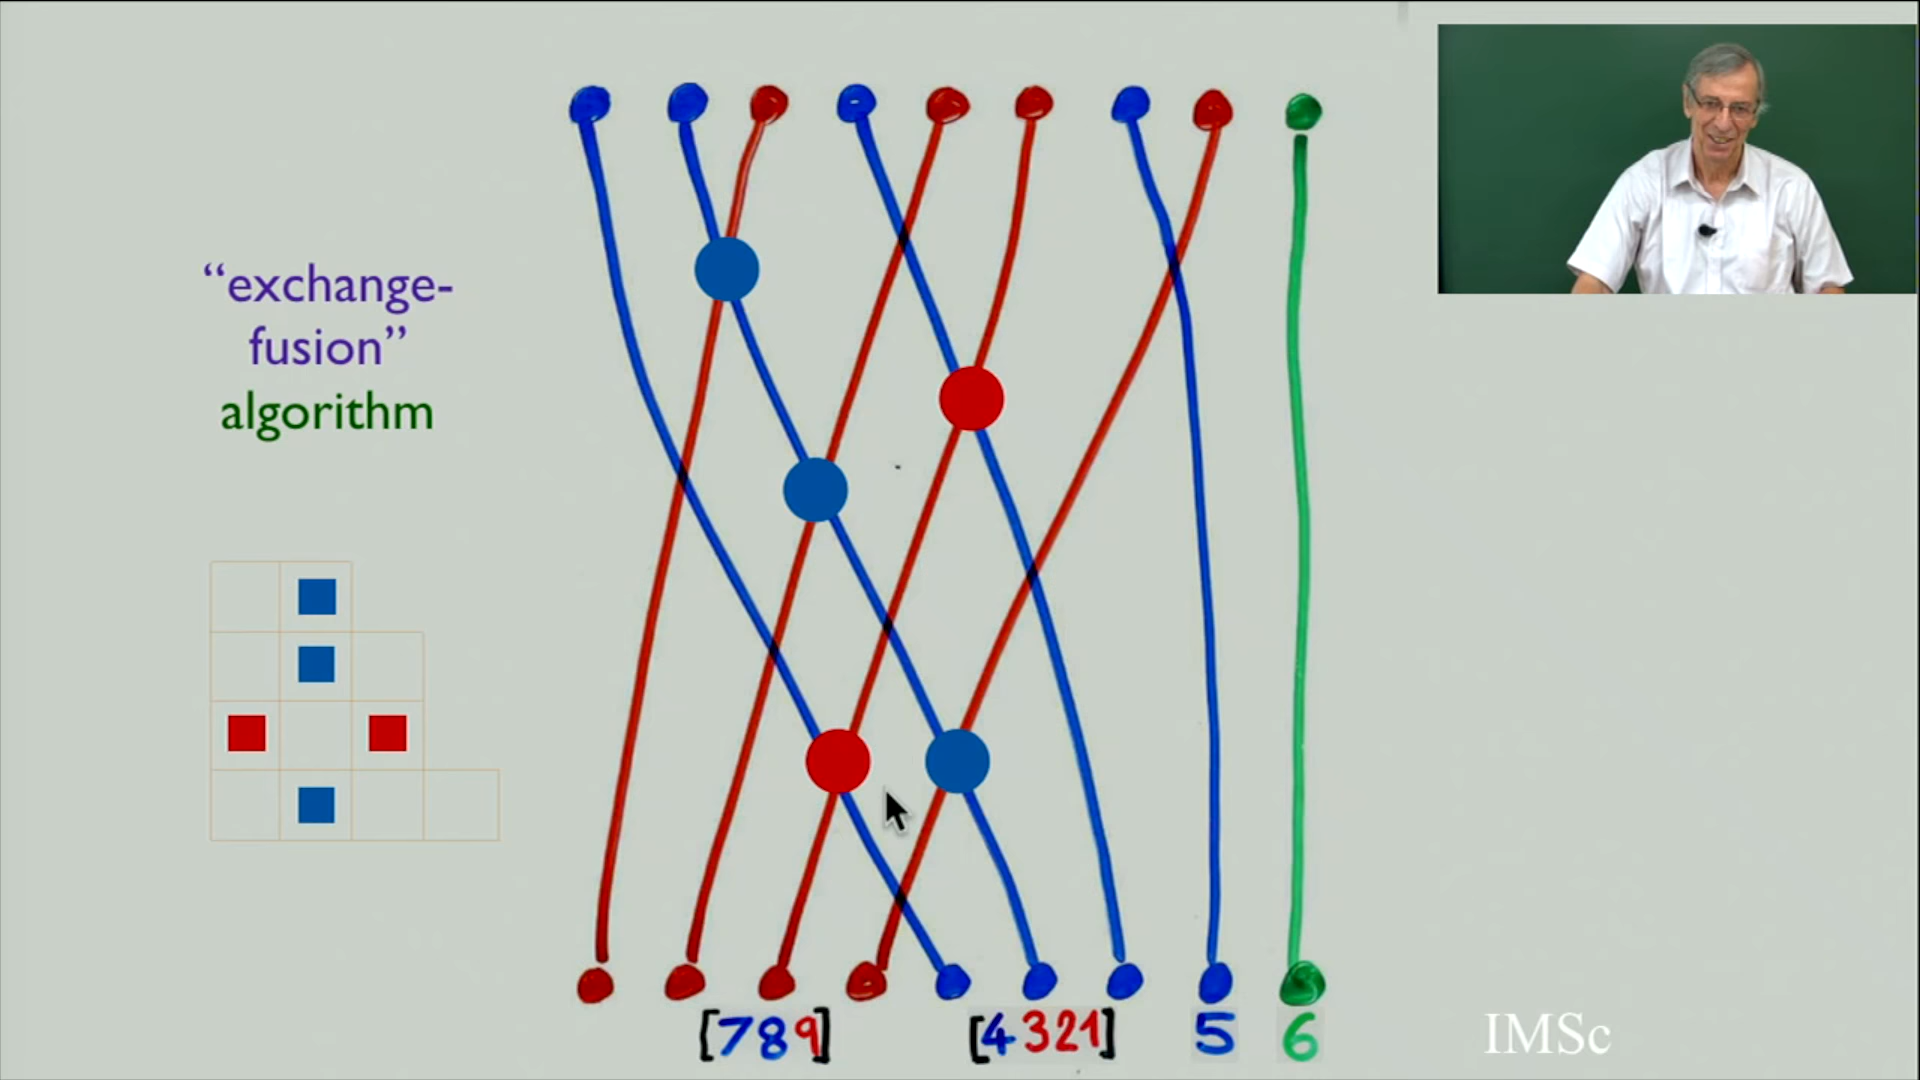 “exchange-
fusion”
algorithm
[789] [4321] 5 6
IMSc